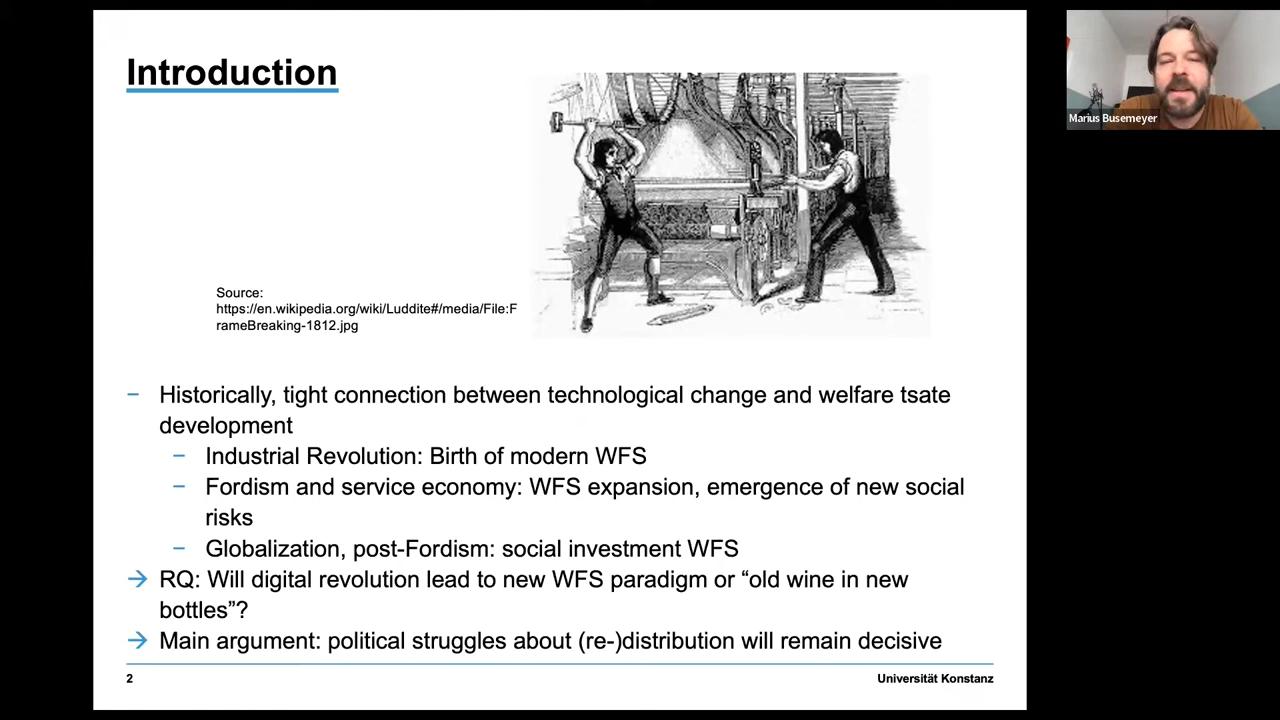 Introduction
Marius Busemeyer
Source:
https://en.wikipedia.org/wiki/Luddite#/media/File:F
rameBreaking-1812.jpg
− Historically, tight connection between technological change and welfare tsate
development
− Industrial Revolution: Birth of modern WFS
− Fordism and service economy: WFS expansion, emergence of new social
risks
− Globalization, post-Fordism: social investment WFS
→ RQ: Will digital revolution lead to new WFS paradigm or “old wine in new
bottles”?
→ Main argument: political struggles about (re-)distribution will remain decisive
2
Universität Konstanz